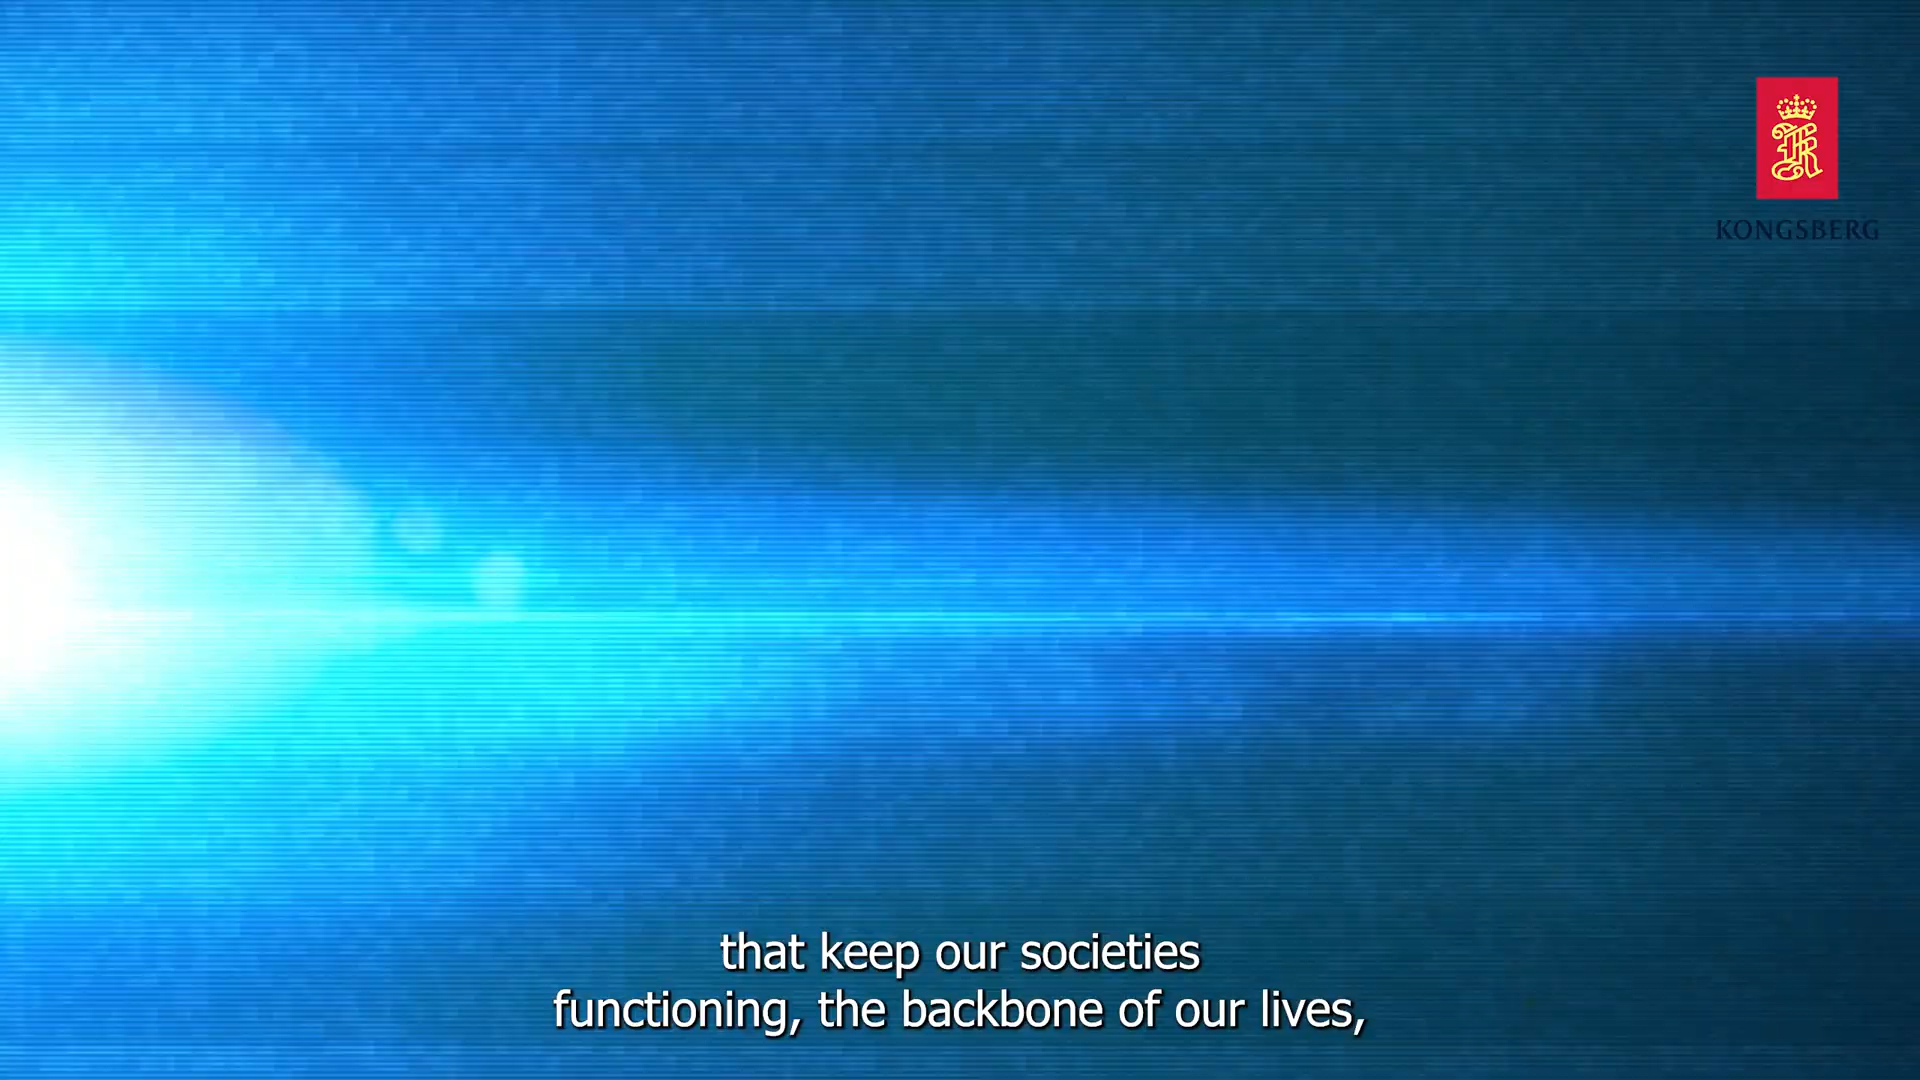 KONGSBERG
that keep our societies
functioning, the backbone of our lives,